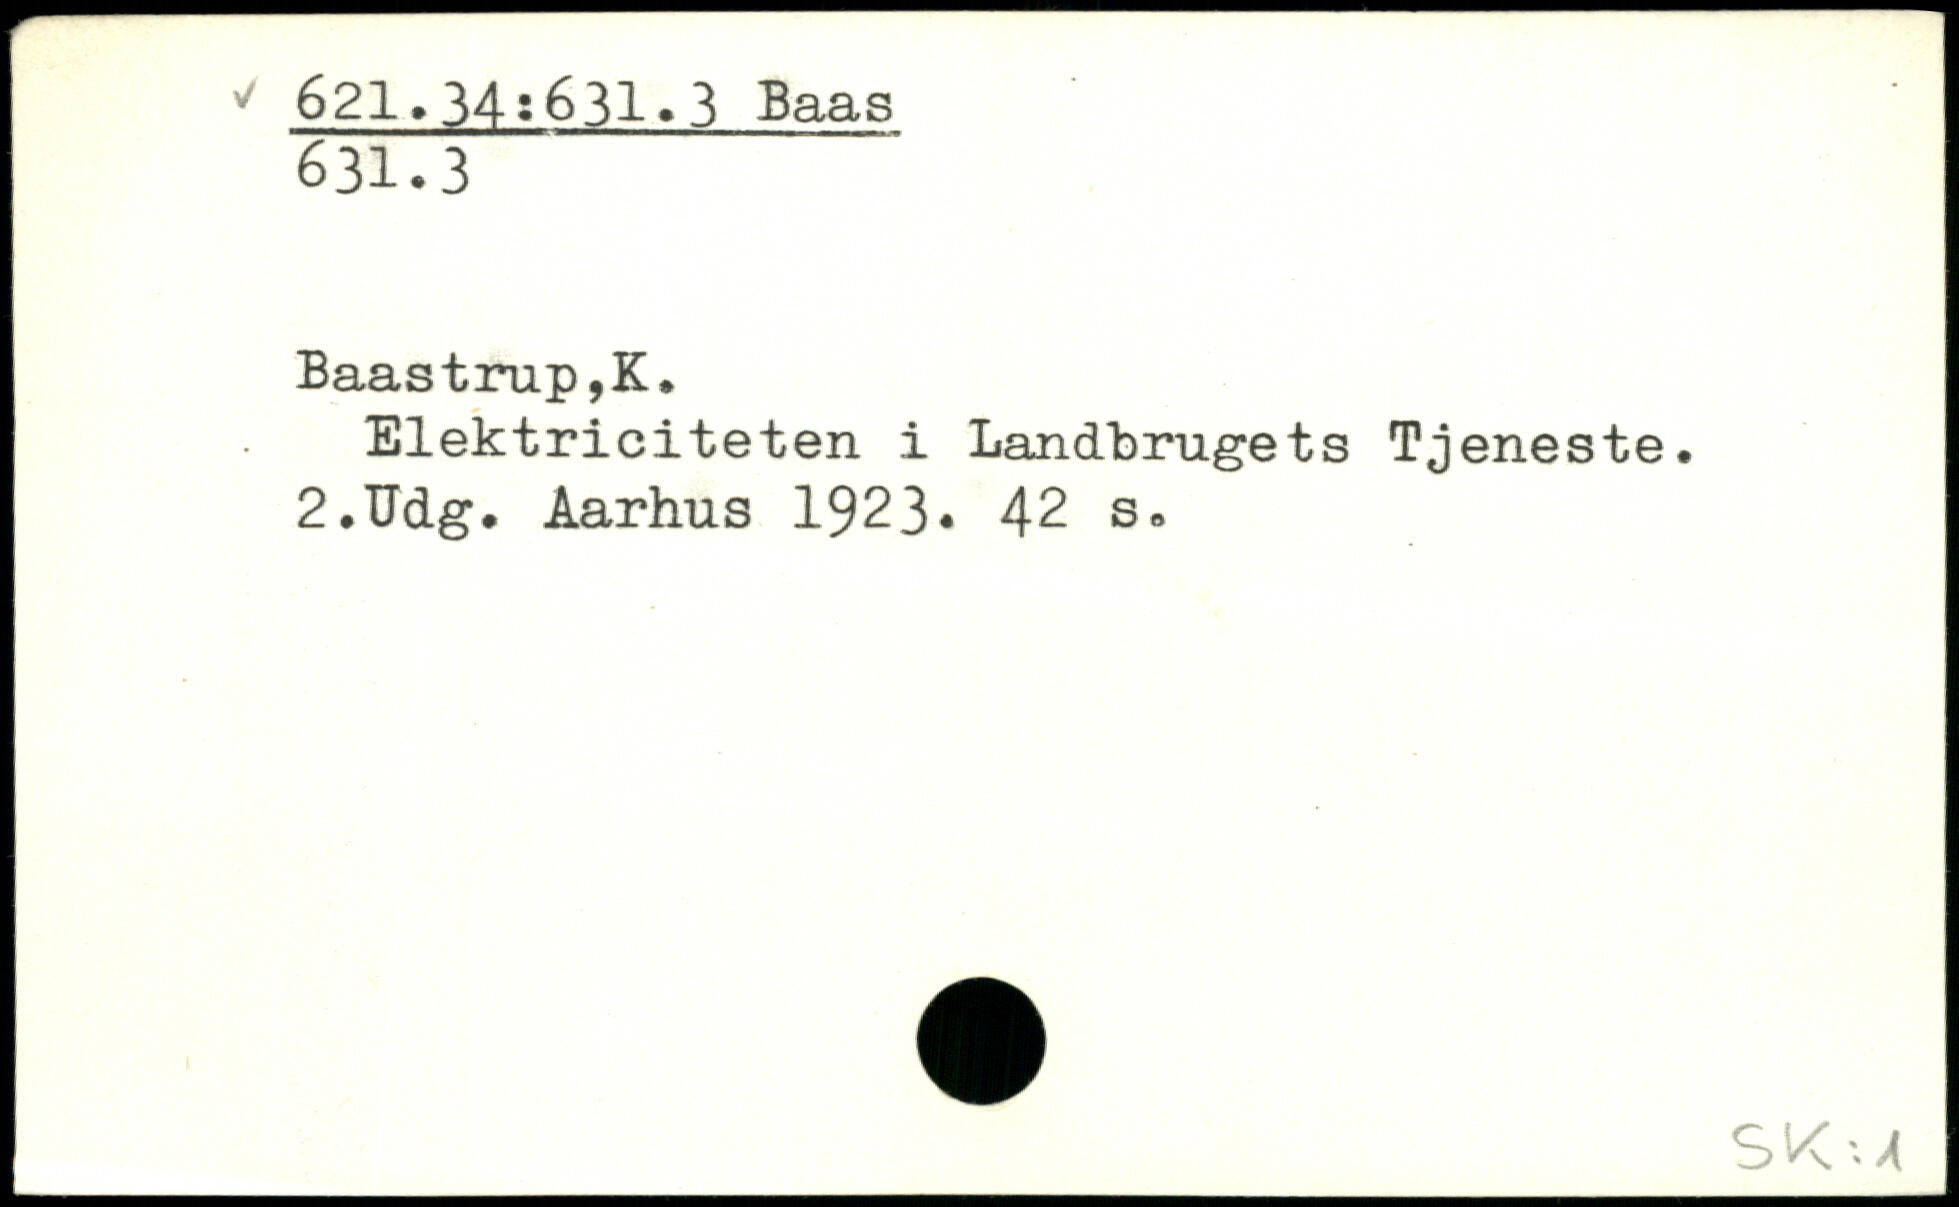 ✓ 621.34:631.3 Baas
631.3
Baastrup,K.
Elektriciteten i Landbrugets Tjeneste.
2.Udg. Aarhus 1923. 42 s.
SK:1